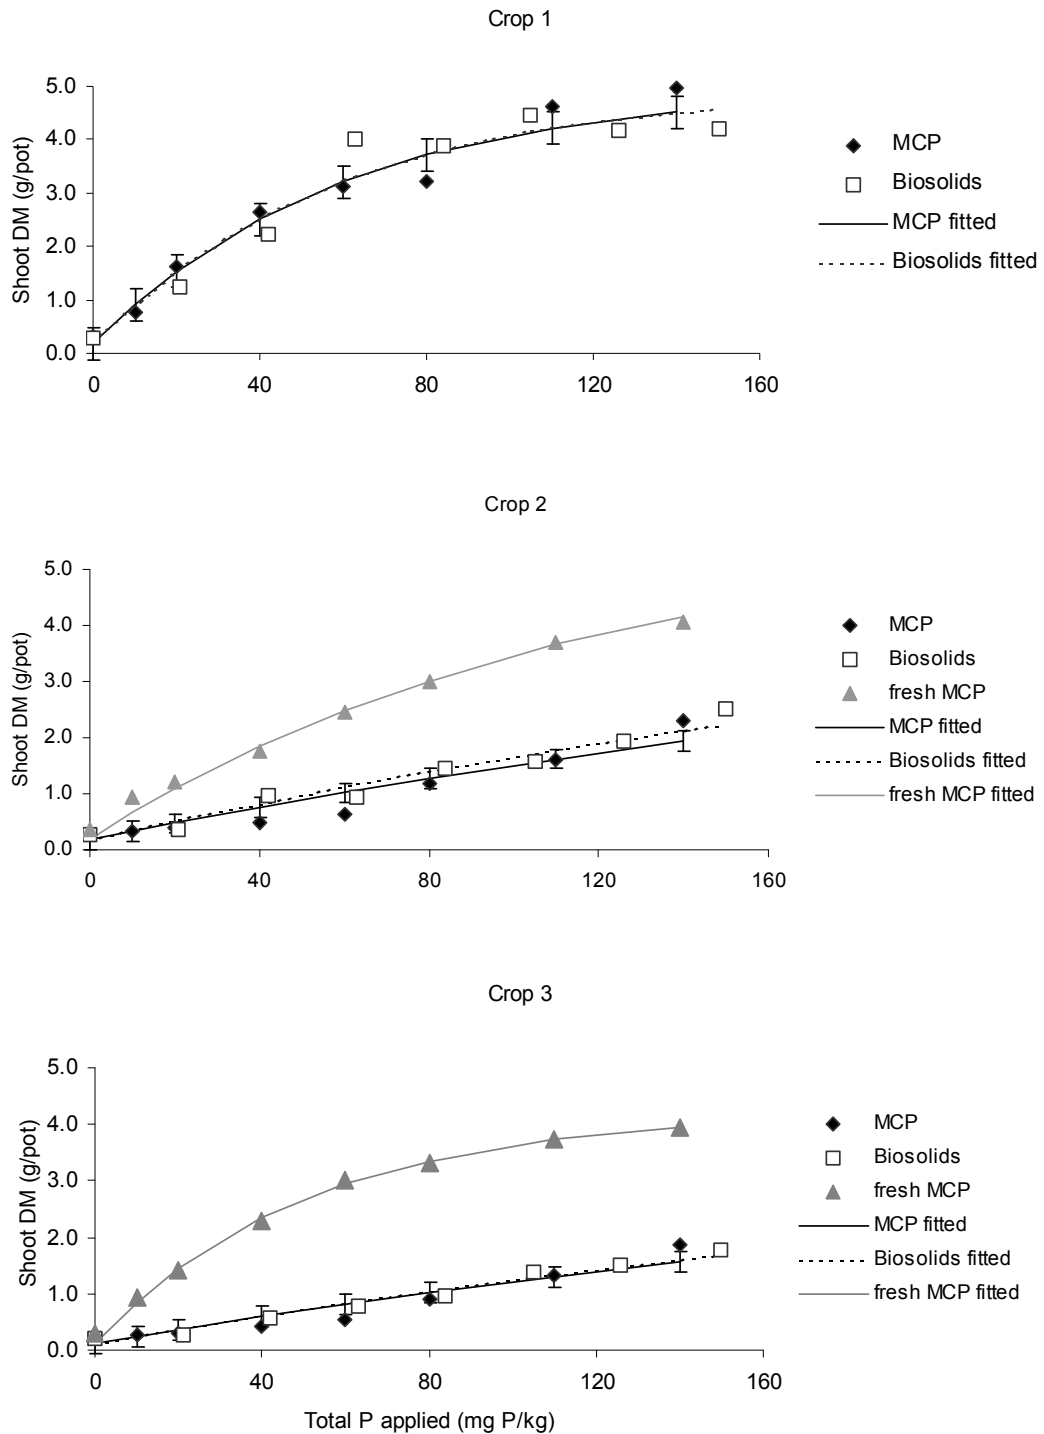 Crop 1
5.0
4.0
3.0
2.0
1.0
0.0
Shoot DM (g/pot)
0 40 80 120 160
MCP
Biosolids
MCP fitted
Biosolids fitted
Crop 2
5.0
4.0
3.0
2.0
1.0
0.0
Shoot DM (g/pot)
0 40 80 120 160
MCP
Biosolids
fresh MCP
MCP fitted
Biosolids fitted
fresh MCP fitted
Crop 3
5.0
4.0
3.0
2.0
1.0
0.0
Shoot DM (g/pot)
0 40 80 120 160
Total P applied (mg P/kg)
MCP
Biosolids
fresh MCP
MCP fitted
Biosolids fitted
fresh MCP fitted